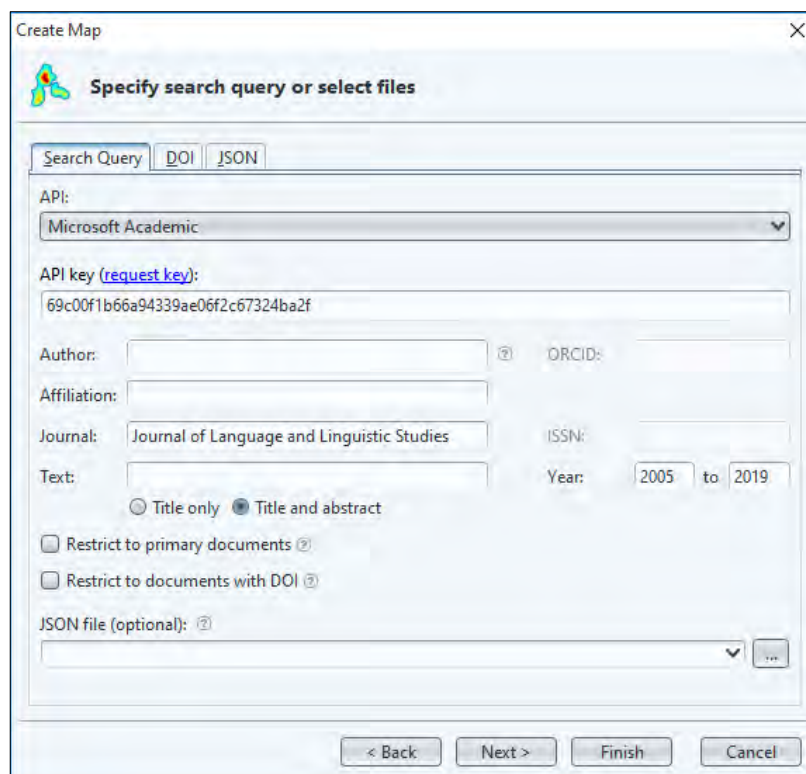 Create Map
Specify search query or select files
Search Query DOI JSON
API:
Microsoft Academic
API key (request key):
69c00f1b66a94339ae06f2c67324ba2f
Author: ? ORCID:
Affiliation:
Journal: Journal of Language and Linguistic Studies ISSN:
Text: Year: 2005 to 2019
Title only Title and abstract
Restrict to primary documents ?
Restrict to documents with DOI ?
JSON file (optional): ?
...
< Back Next > Finish Cancel